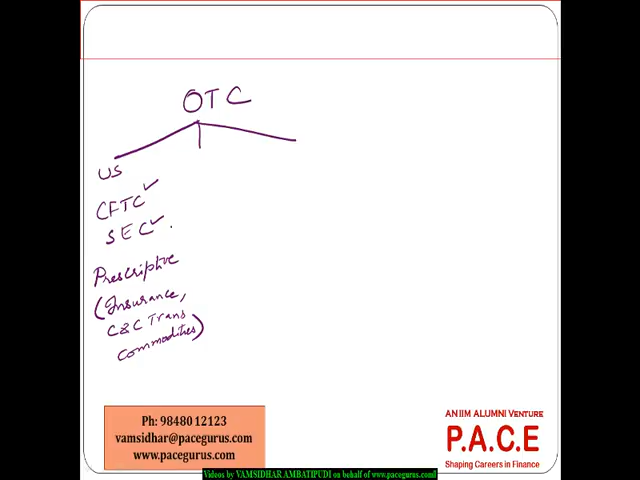 OTC
US
CFTC
SEC
Prescriptive
(Insurance,
C&C Trans
Commodities)
Ph: 98480 12123
vamsidhar@pacegurus.com
www.pacegurus.com
AN IIM ALUMNI VENTURE
P.A.C.E
Shaping Careers in Finance
Videos by VAMSIDHAR AMBATIPUDI on behalf of www.pacegurus.com